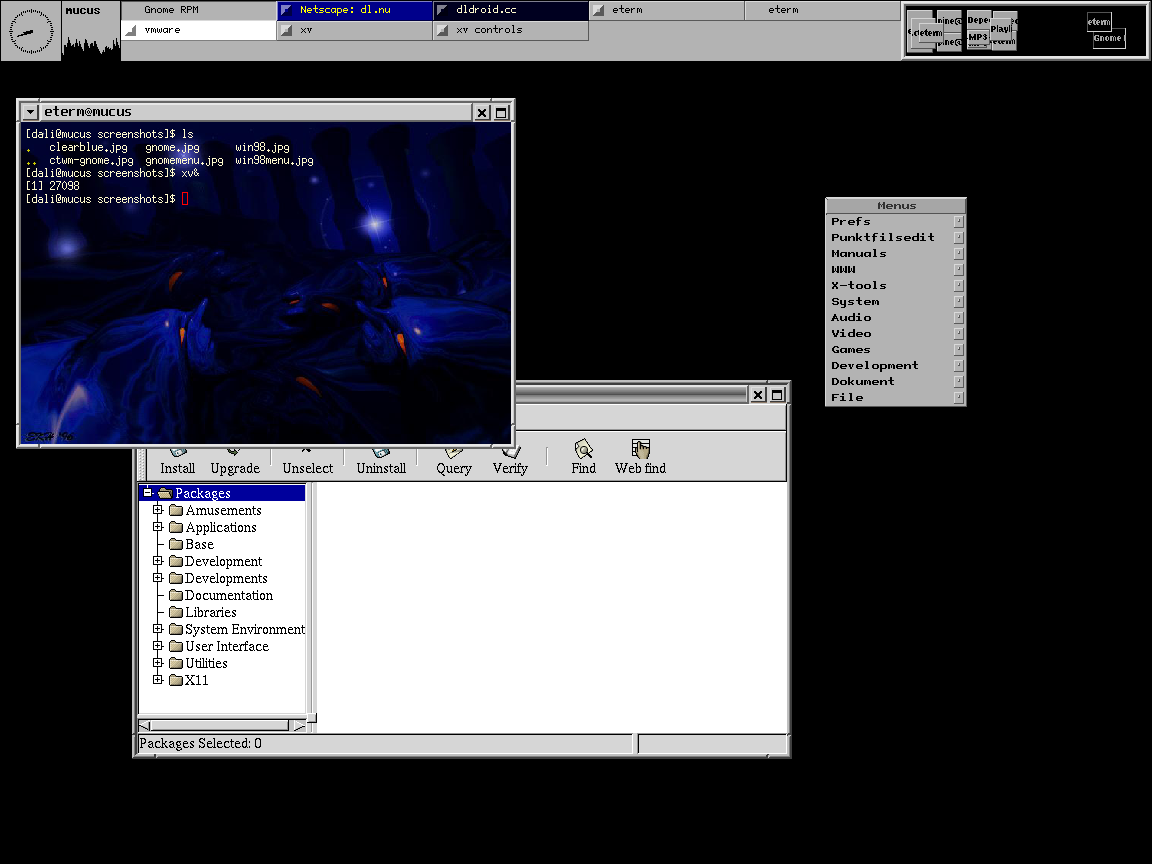 mucus
Gnome RPM
Netscape: dl.nu
dldroid.cc
eterm
eterm
vmware
xv
xv controls
eterm
eterm
Gnome
eterm@mucus
[dali@mucus screenshots]$ ls
. clearblue.jpg gnome.jpg win98.jpg
.. ctwm-gnome.jpg gnomemenu.jpg win98menu.jpg
[dali@mucus screenshots]$ xv&
[1] 27098
[dali@mucus screenshots]$
Menus
Prefs
Punktfilsedit
Manuals
WWW
X-tools
System
Audio
Video
Games
Development
Dokument
File
Install Upgrade Unselect Uninstall Query Verify Find Web find
Packages
Amusements
Applications
Base
Development
Developments
Documentation
Libraries
System Environment
User Interface
Utilities
X11
Packages Selected: 0